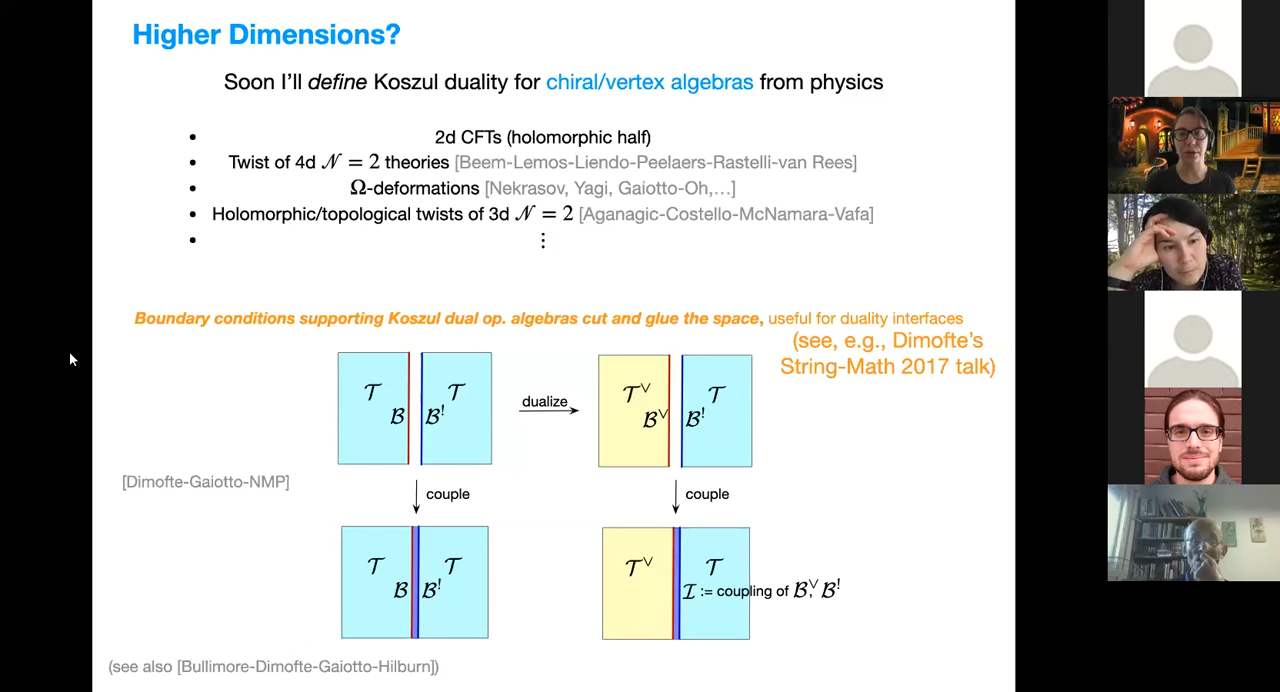 Higher Dimensions?
Soon I'll define Koszul duality for chiral/vertex algebras from physics
• 2d CFTs (holomorphic half)
• Twist of 4d 𝒩 = 2 theories [Beem-Lemos-Liendo-Peelaers-Rastelli-van Rees]
• Ω-deformations [Nekrasov, Yagi, Gaiotto-Oh,…]
• Holomorphic/topological twists of 3d 𝒩 = 2 [Aganagic-Costello-McNamara-Vafa]
• ⋮
Boundary conditions supporting Koszul dual op. algebras cut and glue the space, useful for duality interfaces
(see, e.g., Dimofte's
String-Math 2017 talk)
𝒯 𝒯
ℬ ℬ!
dualize
𝒯∨ 𝒯
ℬ∨ ℬ!
[Dimofte-Gaiotto-NMP]
couple
couple
𝒯 𝒯
ℬ ℬ!
𝒯∨ 𝒯
ℐ := coupling of ℬ∨, ℬ!
(see also [Bullimore-Dimofte-Gaiotto-Hilburn])